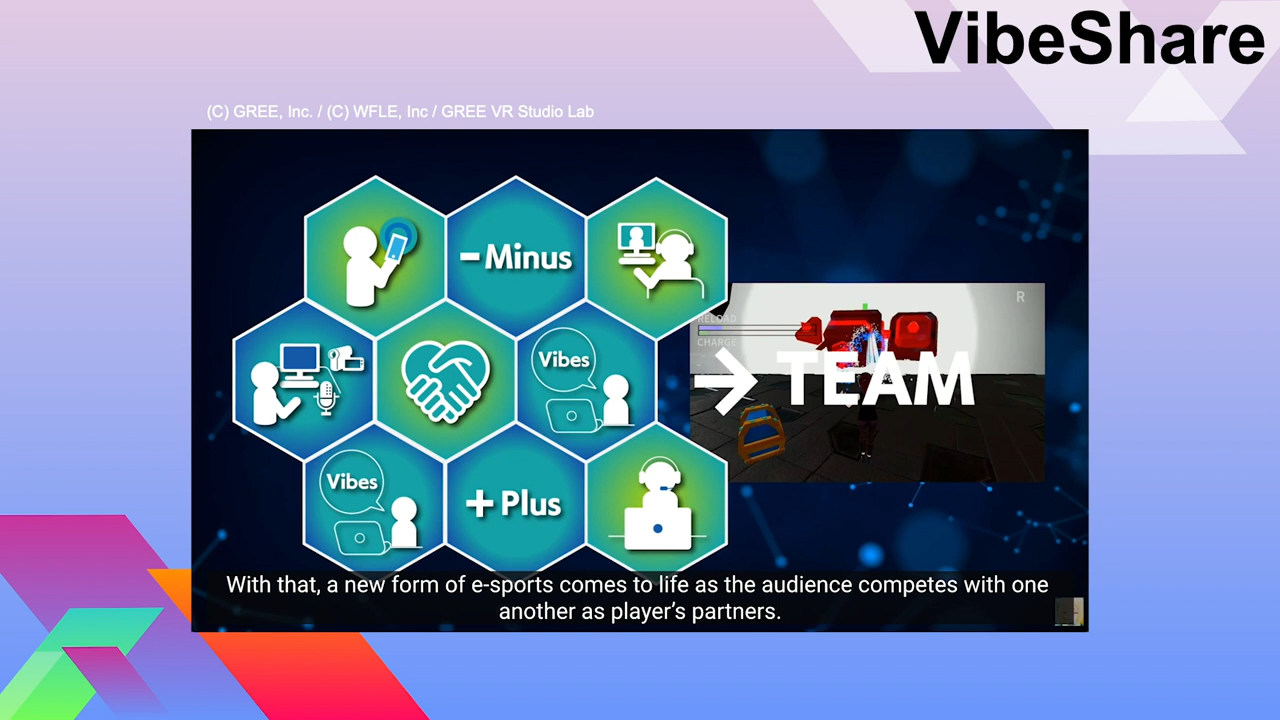 VibeShare
(C) GREE, Inc. / (C) WFLE, Inc / GREE VR Studio Lab
−Minus
R
RELOAD
CHARGE
Vibes
→ TEAM
Vibes
+ Plus
With that, a new form of e-sports comes to life as the audience competes with one
another as player's partners.